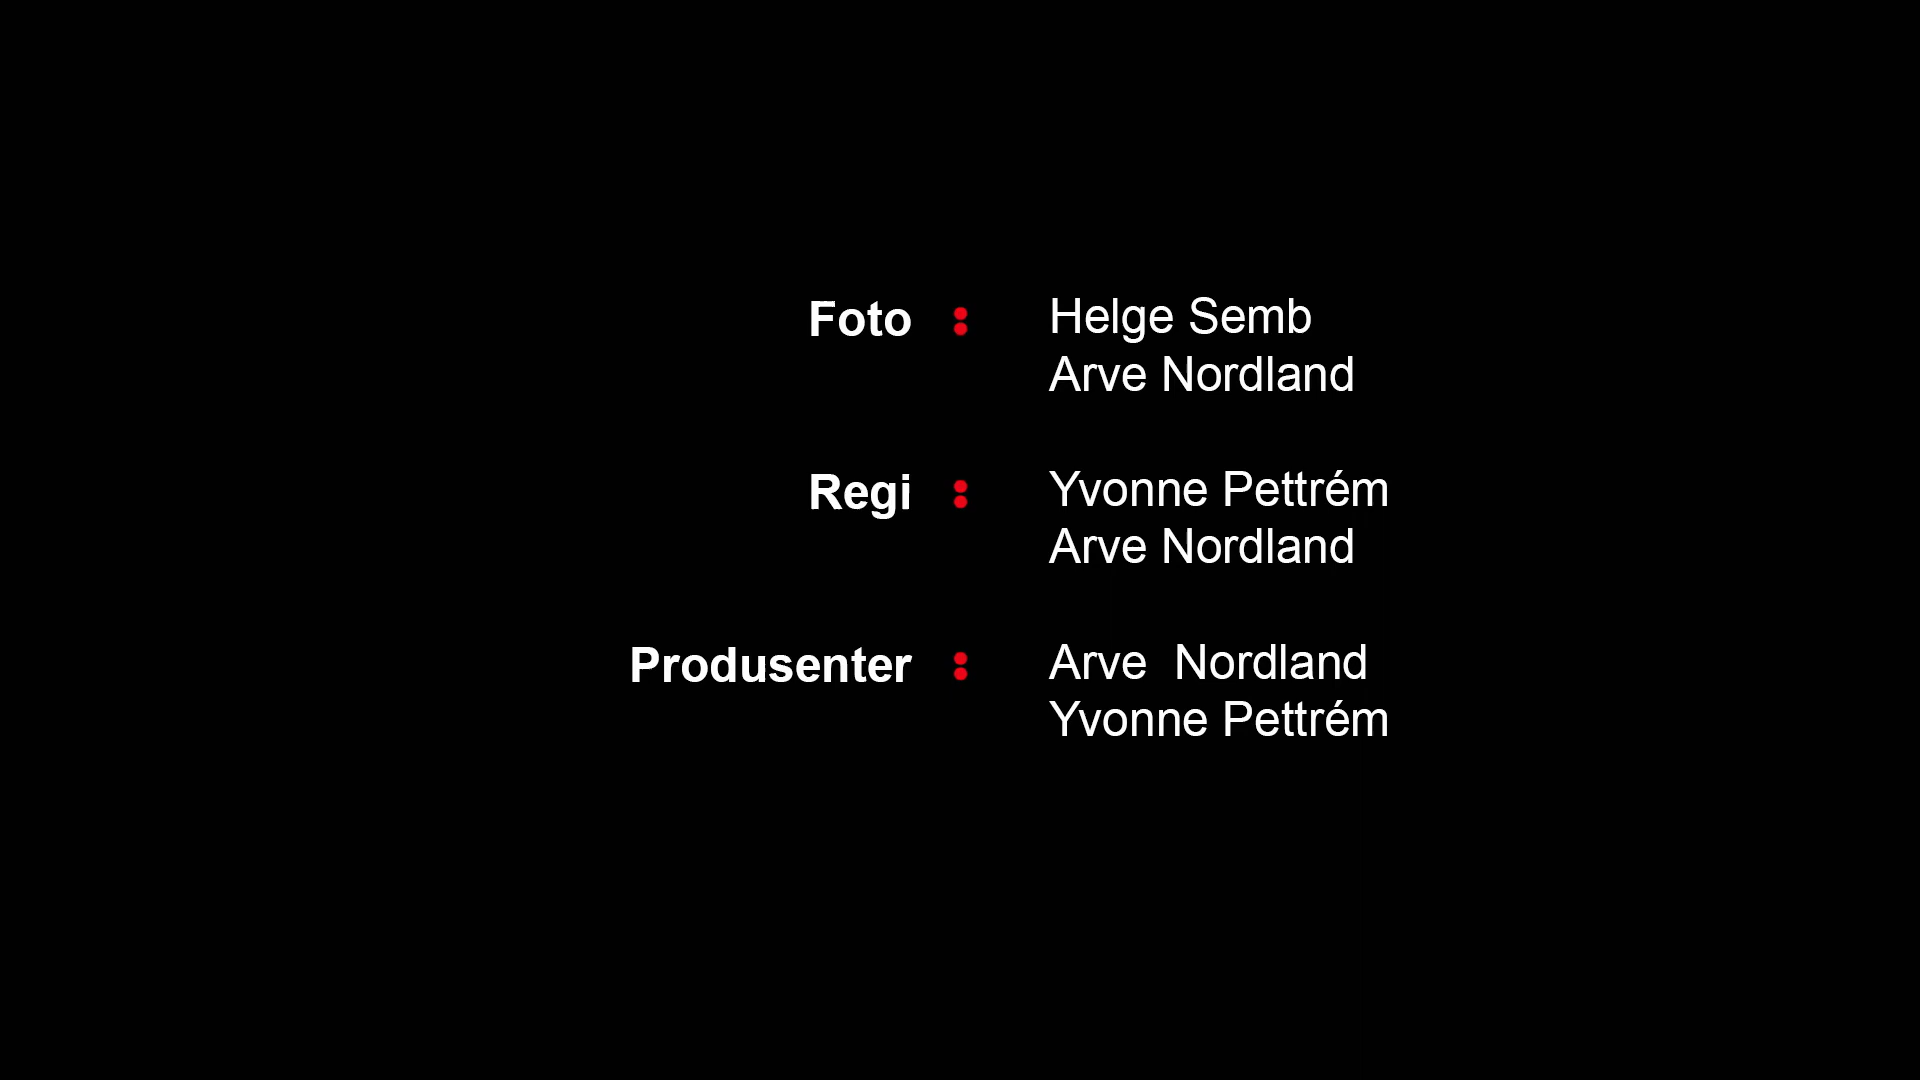 Foto : Helge Semb
Arve Nordland
Regi : Yvonne Pettrém
Arve Nordland
Produsenter : Arve  Nordland
Yvonne Pettrém